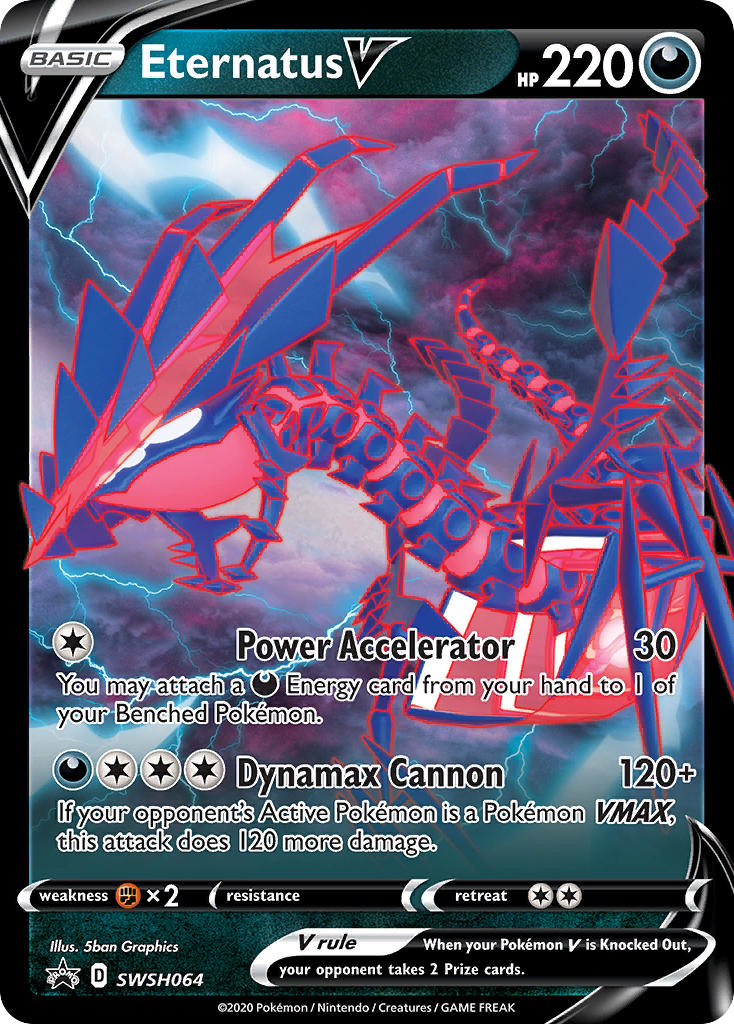 BASIC
Eternatus V
HP 220
Power Accelerator 30
You may attach a Energy card from your hand to 1 of
your Benched Pokémon.
Dynamax Cannon 120+
If your opponent's Active Pokémon is a Pokémon VMAX,
this attack does 120 more damage.
weakness ×2 resistance retreat
Illus. 5ban Graphics
V rule When your Pokémon V is Knocked Out,
your opponent takes 2 Prize cards.
PROMO D SWSH064
©2020 Pokémon / Nintendo / Creatures / GAME FREAK